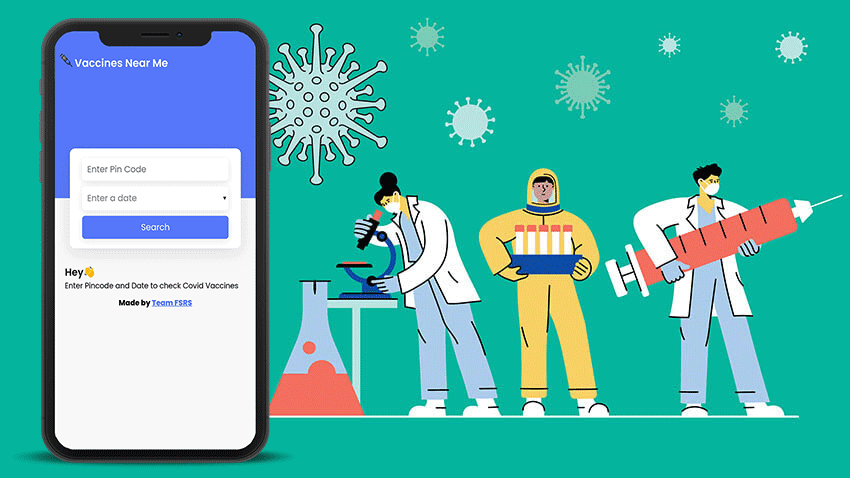 Vaccines Near Me
Enter Pin Code
Enter a date
Search
Hey👋
Enter Pincode and Date to check Covid Vaccines
Made by Team FSRS